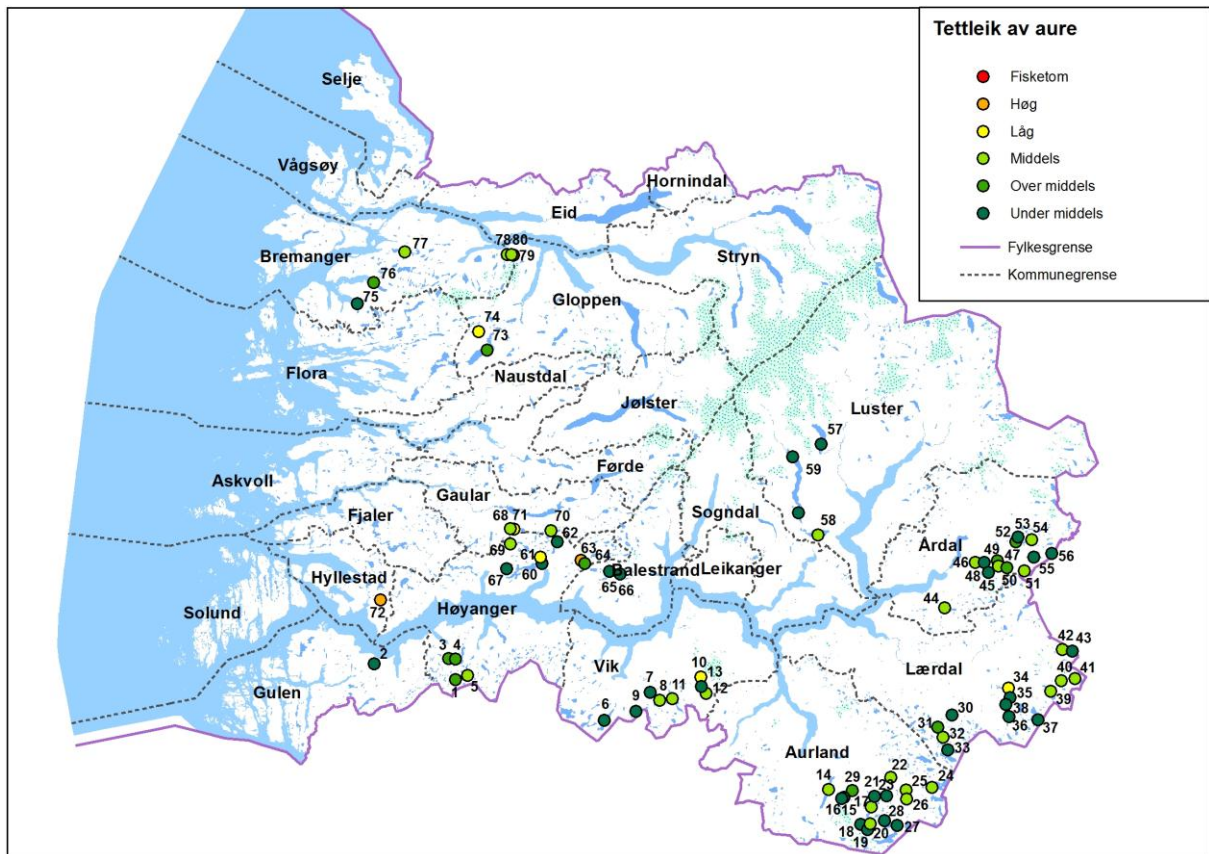 Tettleik av aure
Fisketom
Høg
Låg
Middels
Over middels
Under middels
Fylkesgrense
Kommunegrense
Selje
Vågsøy
Hornindal
Eid
Bremanger
77
78 80
79
Stryn
76
75
Gloppen
74
73
Flora
Naustdal
Jølster
Luster
57
59
Førde
Askvoll
Gaular
Sogndal
Fjaler
68 71
70
58
62
69
61
63
64
Årdal
52
53
54
49
47
56
46
48
45
50
51
55
Hyllestad
67
60
Balestrand
Leikanger
65
66
72
44
Solund
Høyanger
2
3
4
Vik
Lærdal
42
43
Gulen
1
5
10
13
7
8
11
12
9
6
34
35
38
36
37
40
41
39
30
31
32
33
Aurland
22
14
29
21
23
25
24
16
15
17
26
28
27
18
20
19